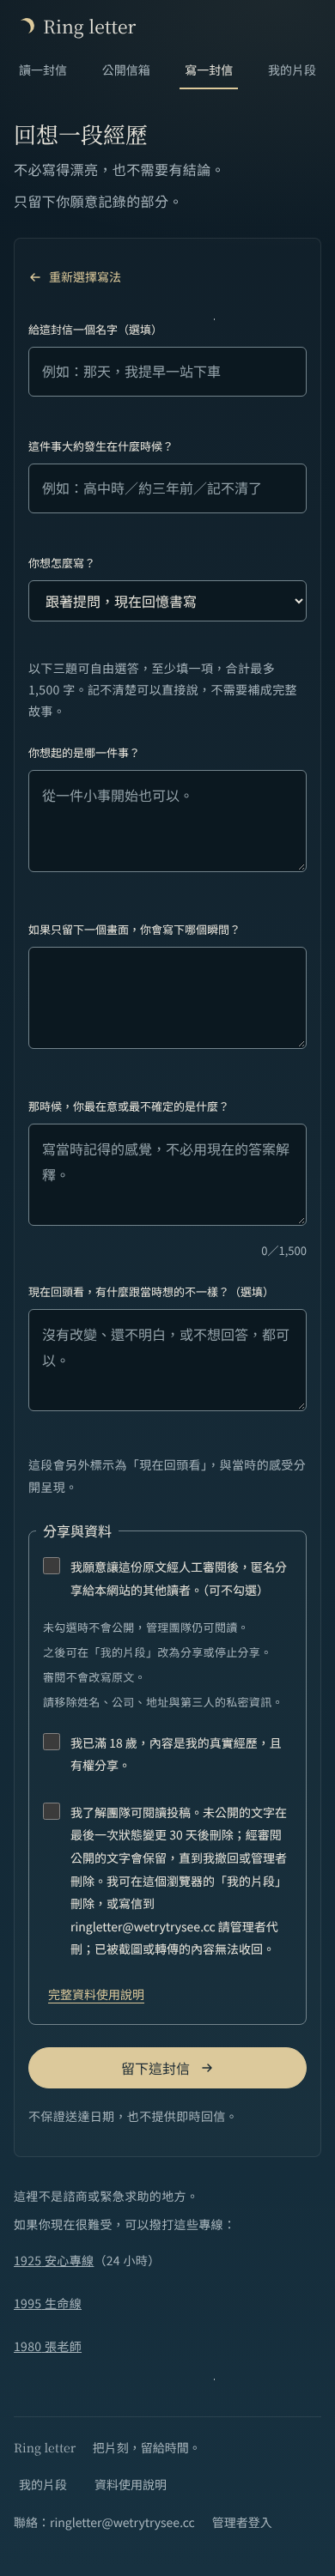 Ring letter
讀一封信 公開信箱 寫一封信 我的片段
回想一段經歷
不必寫得漂亮，也不需要有結論。
只留下你願意記錄的部分。
← 重新選擇寫法
給這封信一個名字（選填）
例如：那天，我提早一站下車
這件事大約發生在什麼時候？
例如：高中時／約三年前／記不清了
你想怎麼寫？
跟著提問，現在回憶書寫
以下三題可自由選答，至少填一項，合計最多
1,500 字。記不清楚可以直接說，不需要補成完整
故事。
你想起的是哪一件事？
從一件小事開始也可以。
如果只留下一個畫面，你會寫下哪個瞬間？
那時候，你最在意或最不確定的是什麼？
寫當時記得的感覺，不必用現在的答案解
釋。
0／1,500
現在回頭看，有什麼跟當時想的不一樣？（選填）
沒有改變、還不明白，或不想回答，都可
以。
這段會另外標示為「現在回頭看」，與當時的感受分
開呈現。
分享與資料
我願意讓這份原文經人工審閱後，匿名分
享給本網站的其他讀者。（可不勾選）
未勾選時不會公開，管理團隊仍可閱讀。
之後可在「我的片段」改為分享或停止分享。
審閱不會改寫原文。
請移除姓名、公司、地址與第三人的私密資訊。
我已滿 18 歲，內容是我的真實經歷，且
有權分享。
我了解團隊可閱讀投稿。未公開的文字在
最後一次狀態變更 30 天後刪除；經審閱
公開的文字會保留，直到我撤回或管理者
刪除。我可在這個瀏覽器的「我的片段」
刪除，或寫信到
ringletter@wetrytrysee.cc 請管理者代
刪；已被截圖或轉傳的內容無法收回。
完整資料使用說明
留下這封信 →
不保證送達日期，也不提供即時回信。
這裡不是諮商或緊急求助的地方。
如果你現在很難受，可以撥打這些專線：
1925 安心專線（24 小時）
1995 生命線
1980 張老師
Ring letter 把片刻，留給時間。
我的片段 資料使用說明
聯絡：ringletter@wetrytrysee.cc 管理者登入